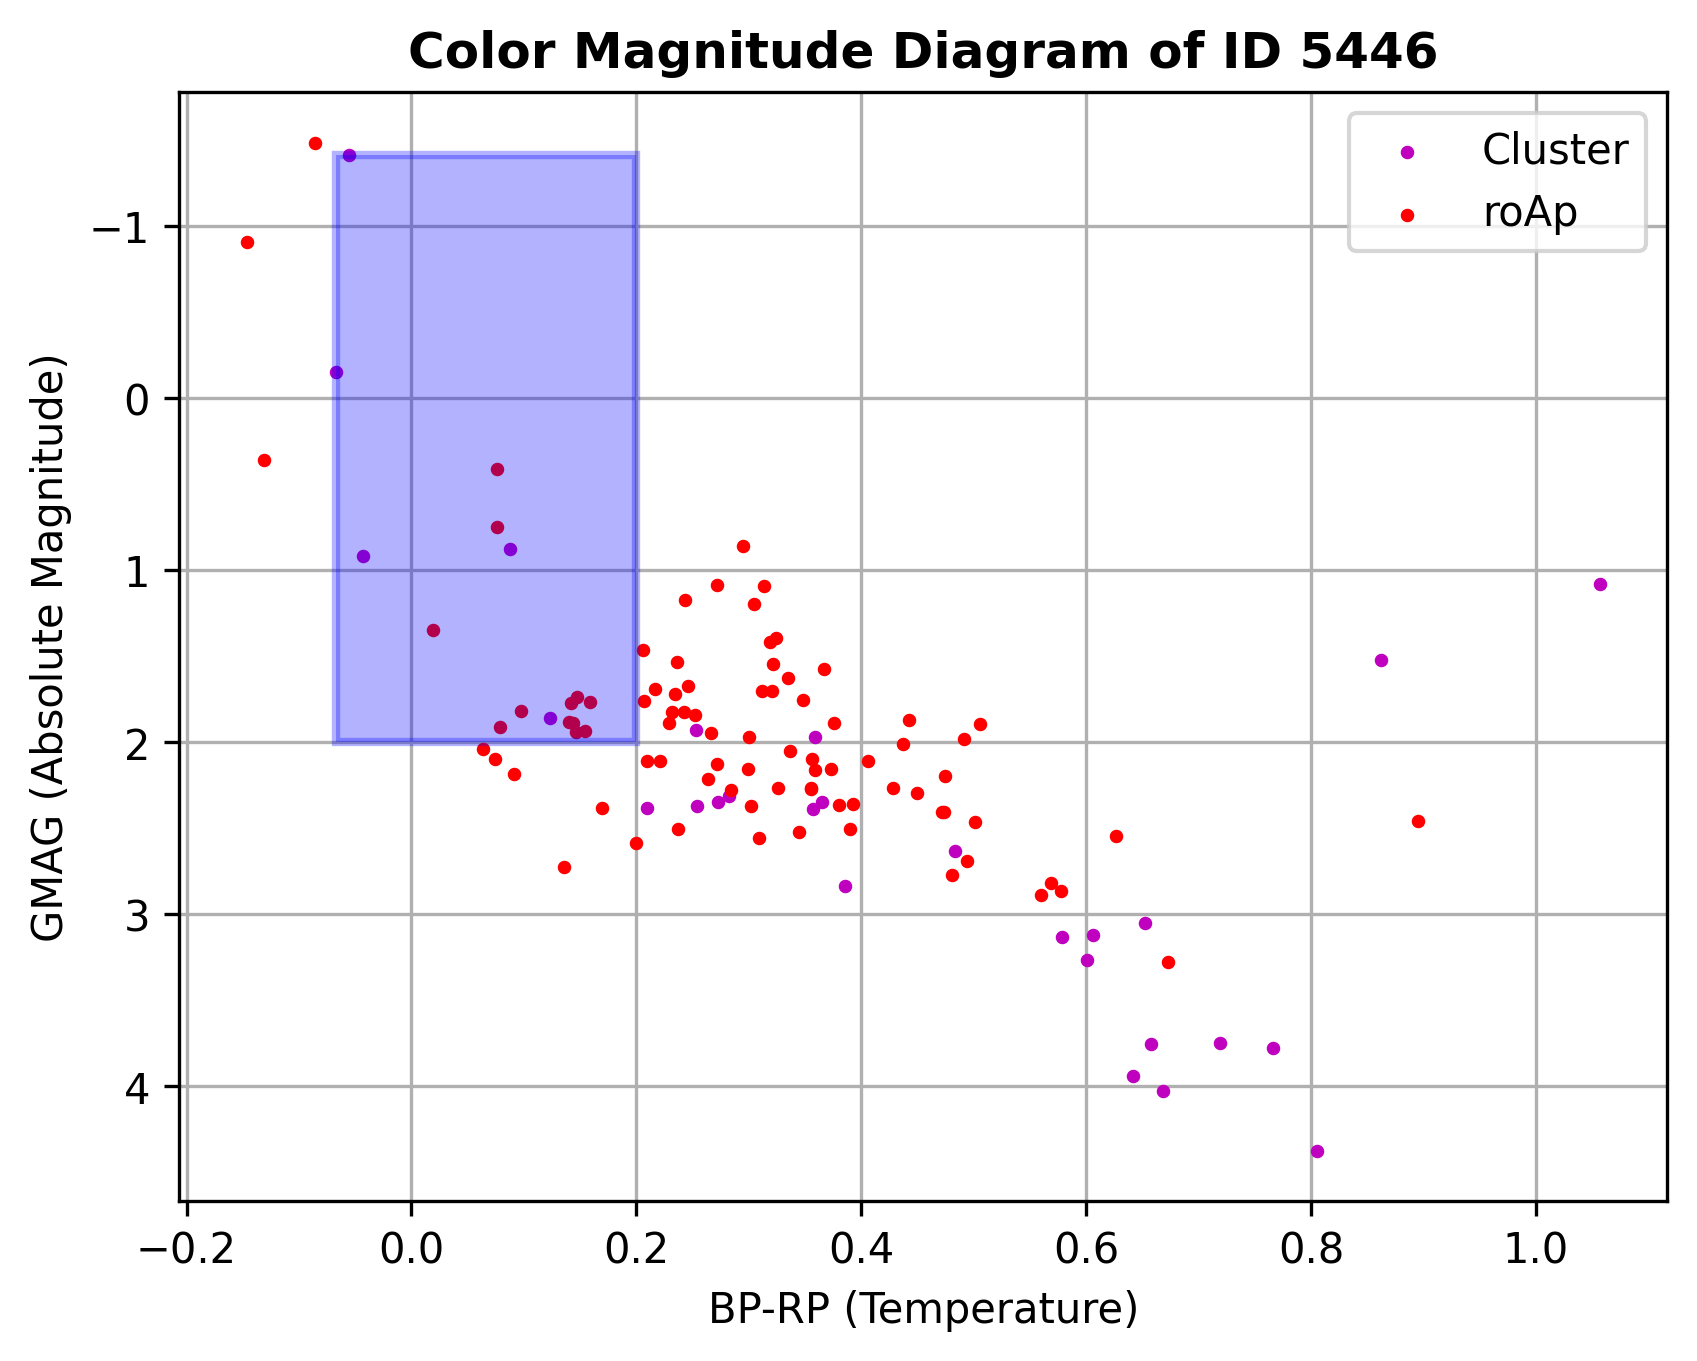 Color Magnitude Diagram of ID 5446
Cluster
roAp
GMAG (Absolute Magnitude)
−1
0
1
2
3
4
−0.2 0.0 0.2 0.4 0.6 0.8 1.0
BP-RP (Temperature)